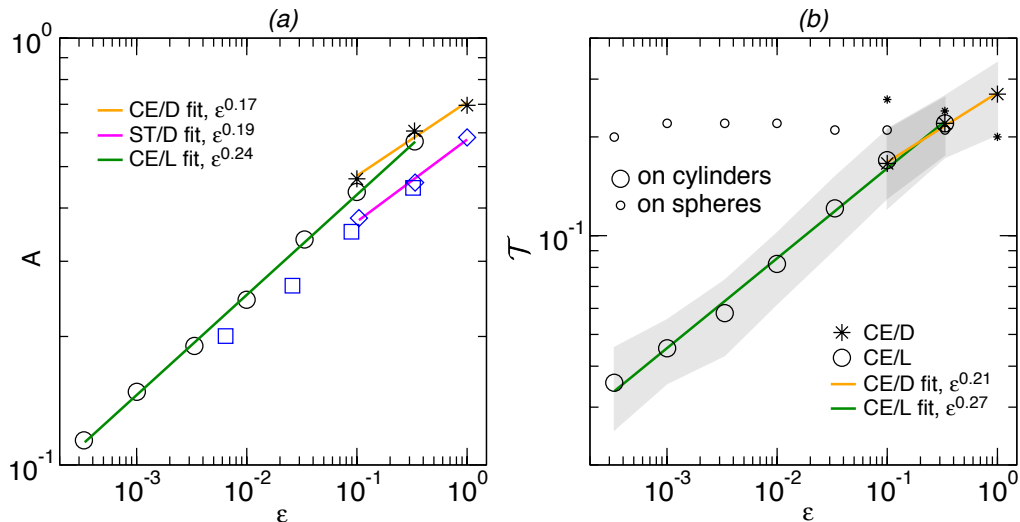 (a)
10^0
CE/D fit, ε^0.17
ST/D fit, ε^0.19
CE/L fit, ε^0.24
A
10^-1
10^-3
10^-2
10^-1
10^0
ε
(b)
on cylinders
on spheres
𝒯
10^-1
CE/D
CE/L
CE/D fit, ε^0.21
CE/L fit, ε^0.27
10^-3
10^-2
10^-1
10^0
ε